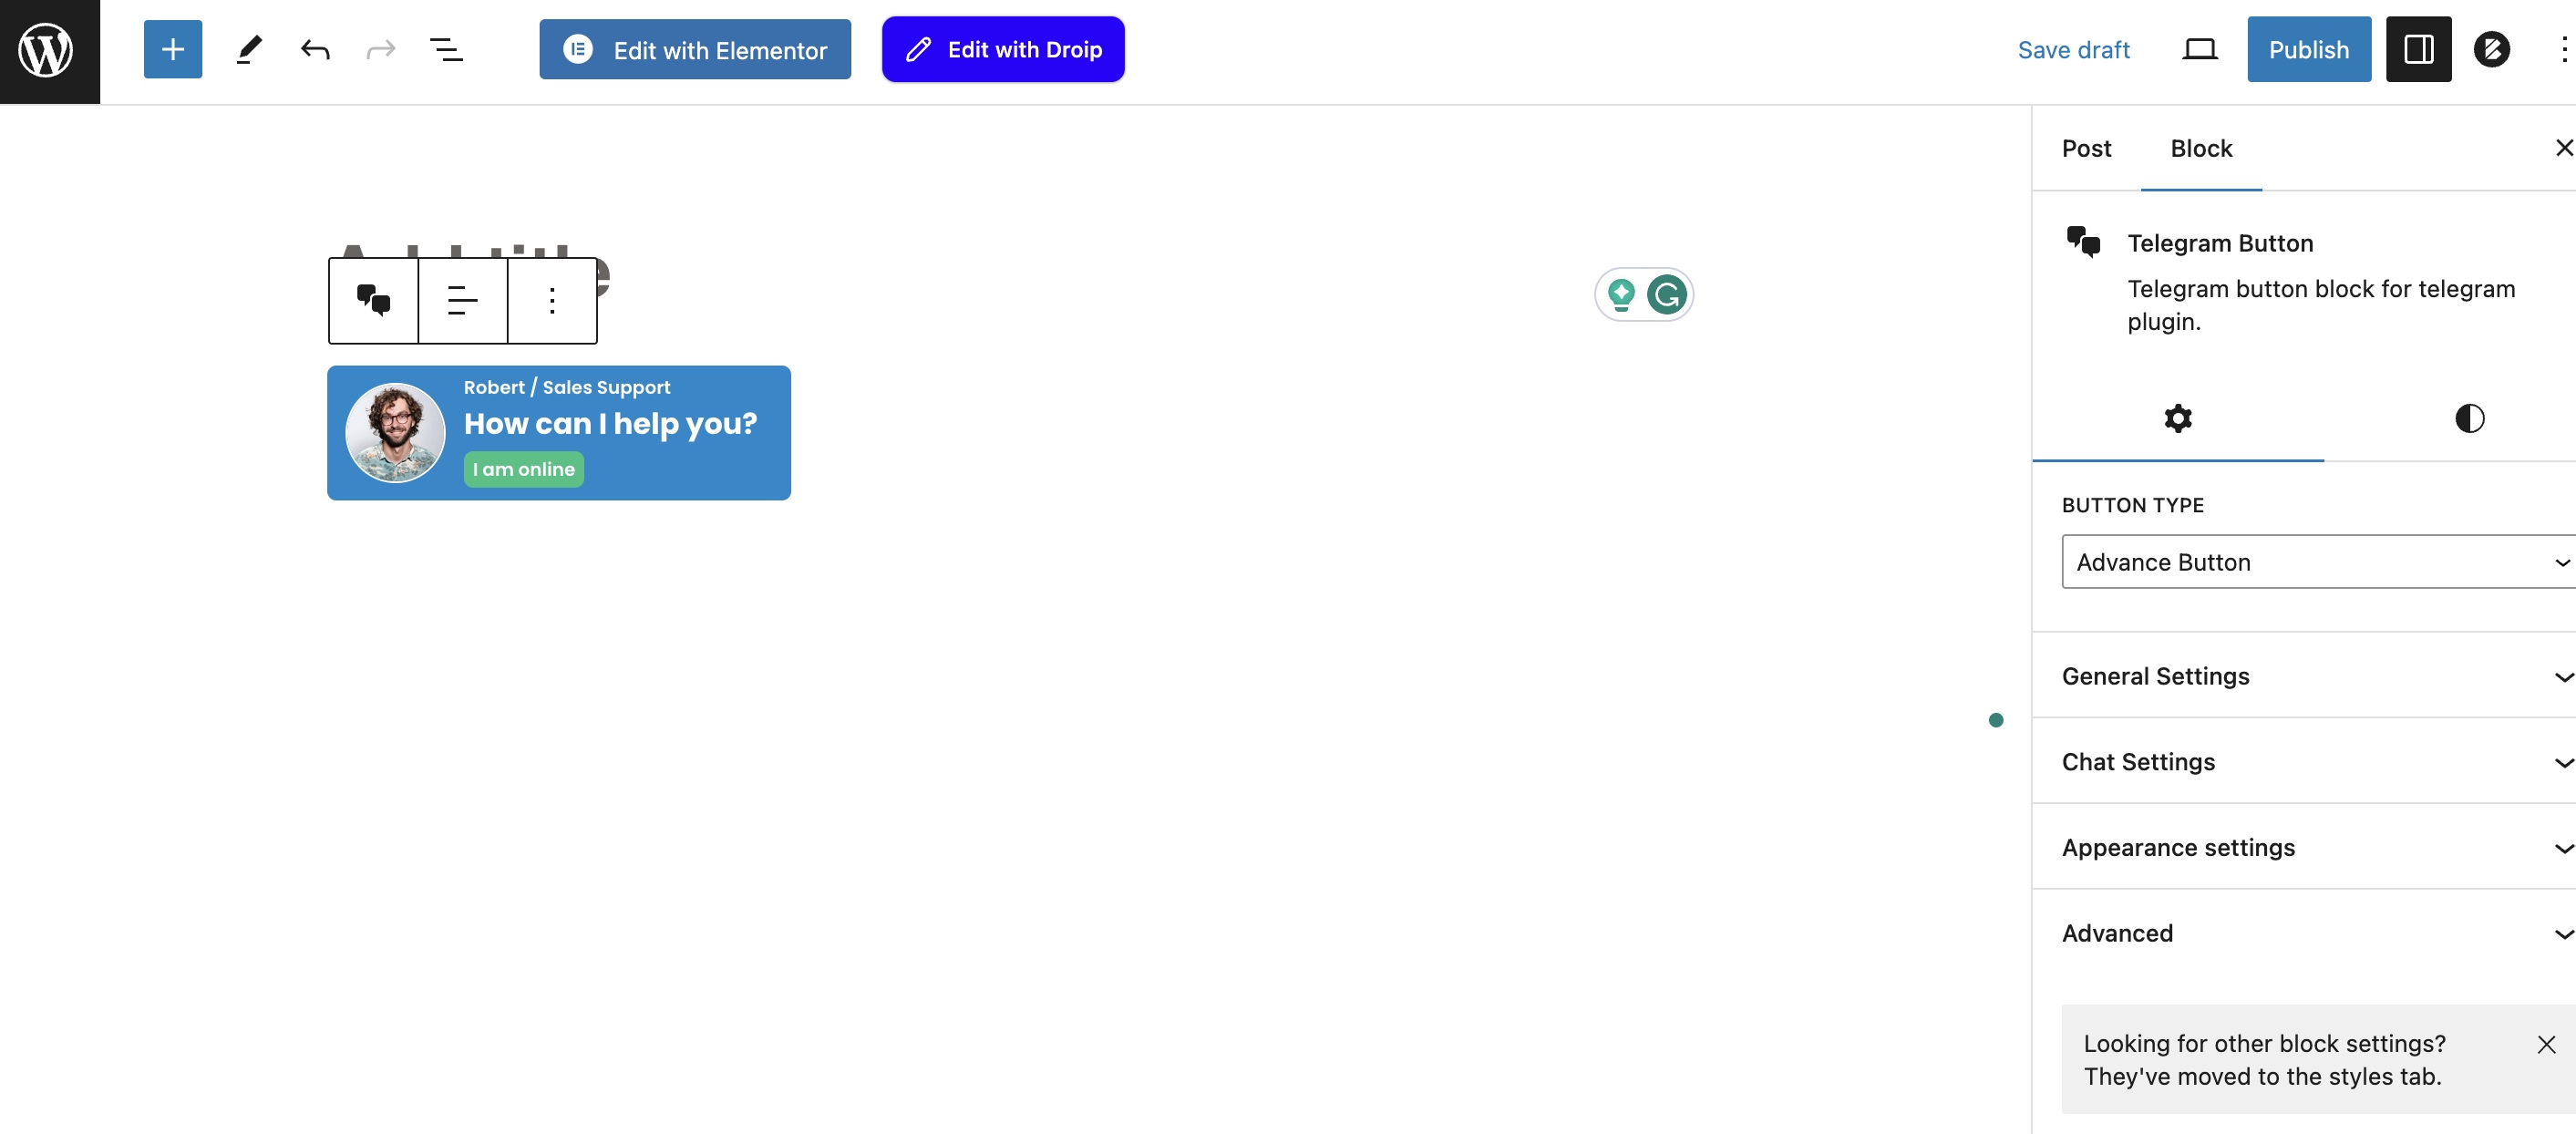 Edit with Elementor
Edit with Droip
Save draft
Publish
Post
Block
Telegram Button
Telegram button block for telegram
plugin.
Robert / Sales Support
How can I help you?
I am online
BUTTON TYPE
Advance Button
General Settings
Chat Settings
Appearance settings
Advanced
Looking for other block settings?
They've moved to the styles tab.